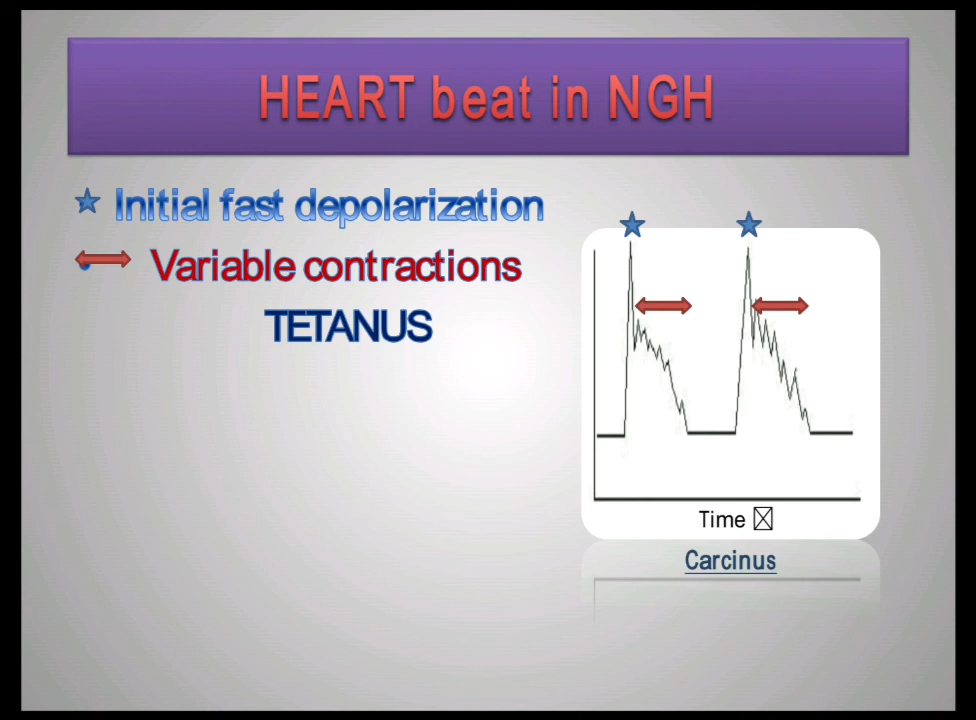 HEART beat in NGH
Initial fast depolarization
Variable contractions
TETANUS
Time
Carcinus